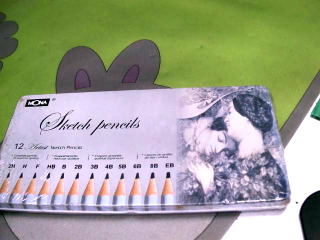 MONA
Sketch pencils
12 Artist Sketch Pencils
2H H F HB B 2B 3B 4B 5B 6B 8B EB